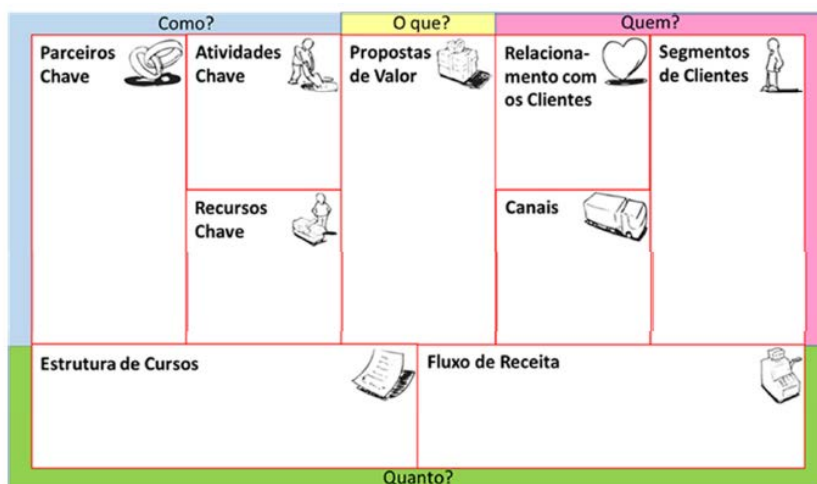 Como?
O que?
Quem?
Parceiros
Chave
Atividades
Chave
Propostas
de Valor
Relaciona-
mento com
os Clientes
Segmentos
de Clientes
Recursos
Chave
Canais
Estrutura de Cursos
Fluxo de Receita
Quanto?